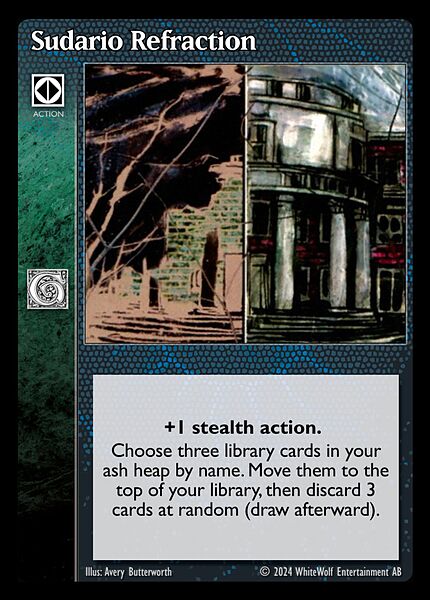 Sudario Refraction
ACTION
+1 stealth action.
Choose three library cards in your
ash heap by name. Move them to the
top of your library, then discard 3
cards at random (draw afterward).
Illus: Avery Butterworth
© 2024 WhiteWolf Entertainment AB